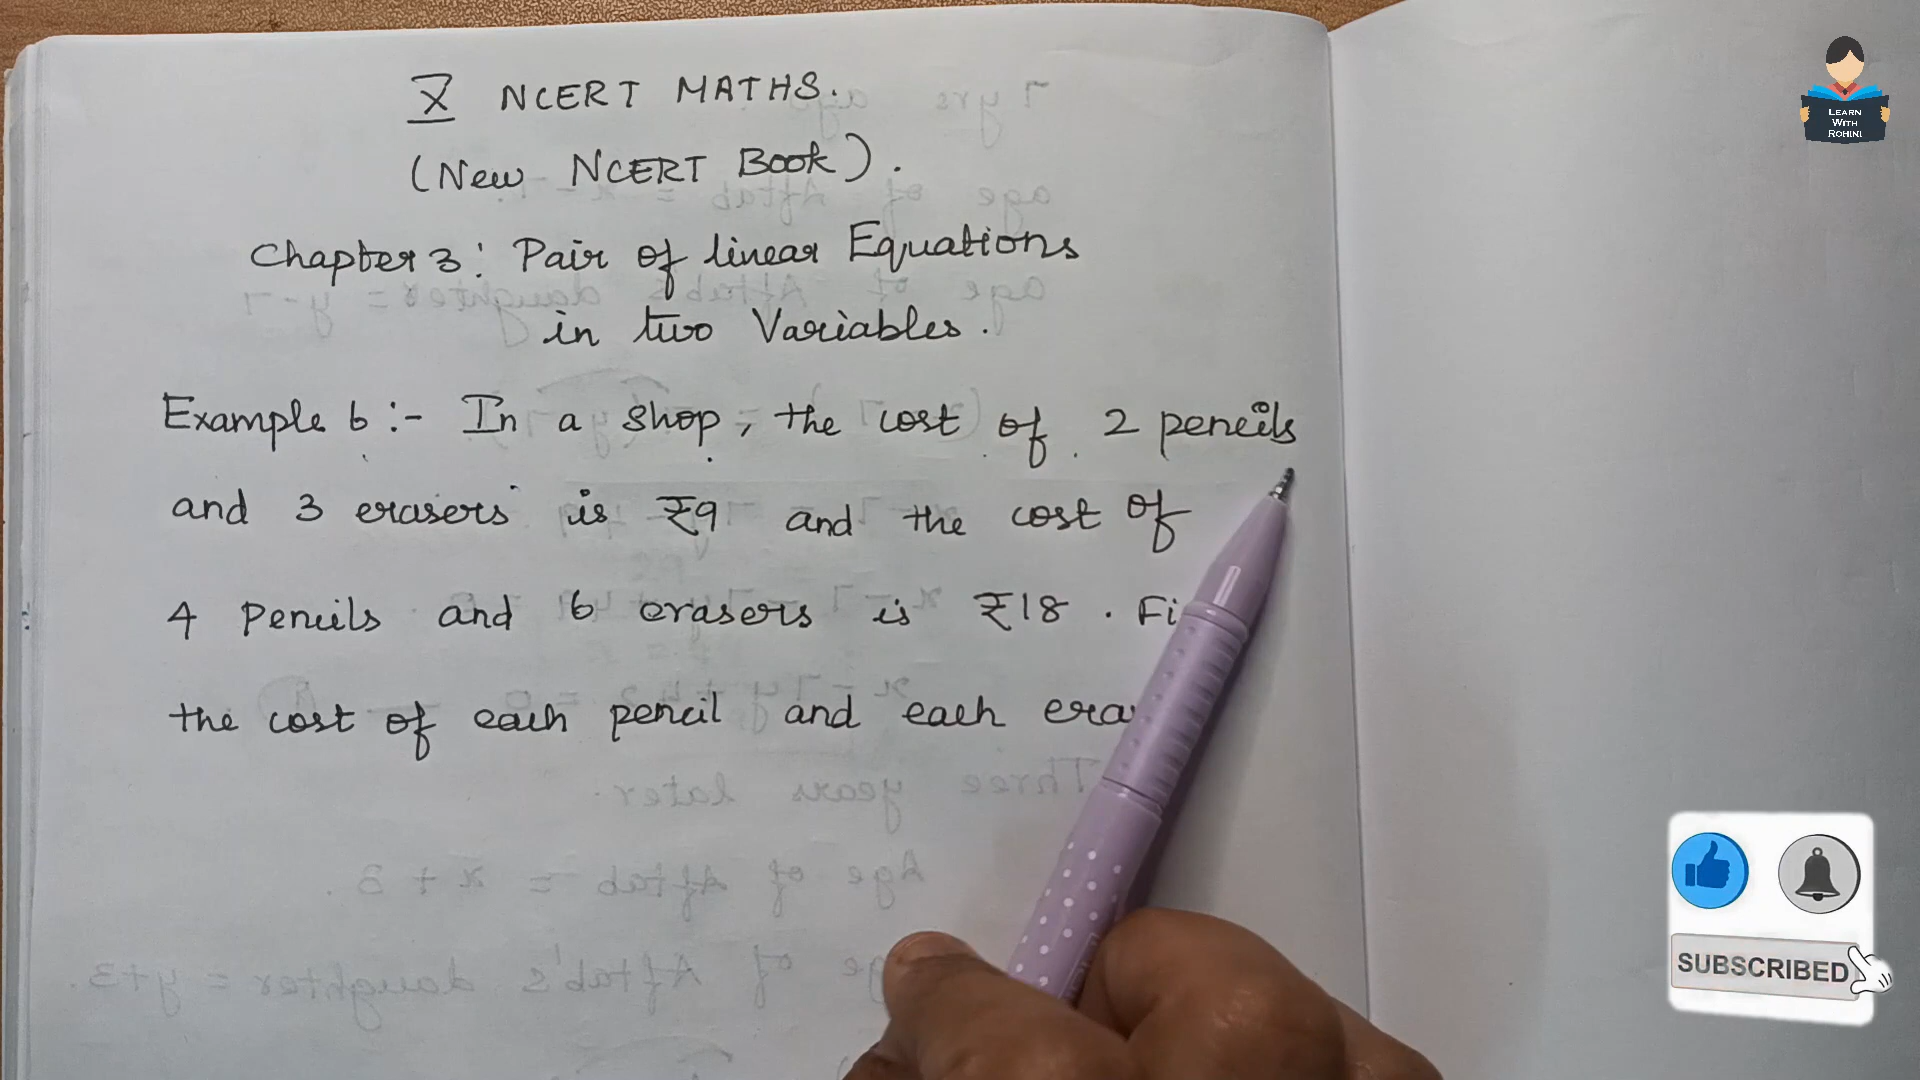 X NCERT MATHS.
(New NCERT Book).
Chapter 3: Pair of linear Equations
in two Variables.
Example 6 :- In a shop, the cost of 2 pencils
and 3 erasers is ₹9 and the cost of
4 pencils and 6 erasers is ₹18. Fi
the cost of each pencil and each era
LEARN
WITH
ROHINI
SUBSCRIBED